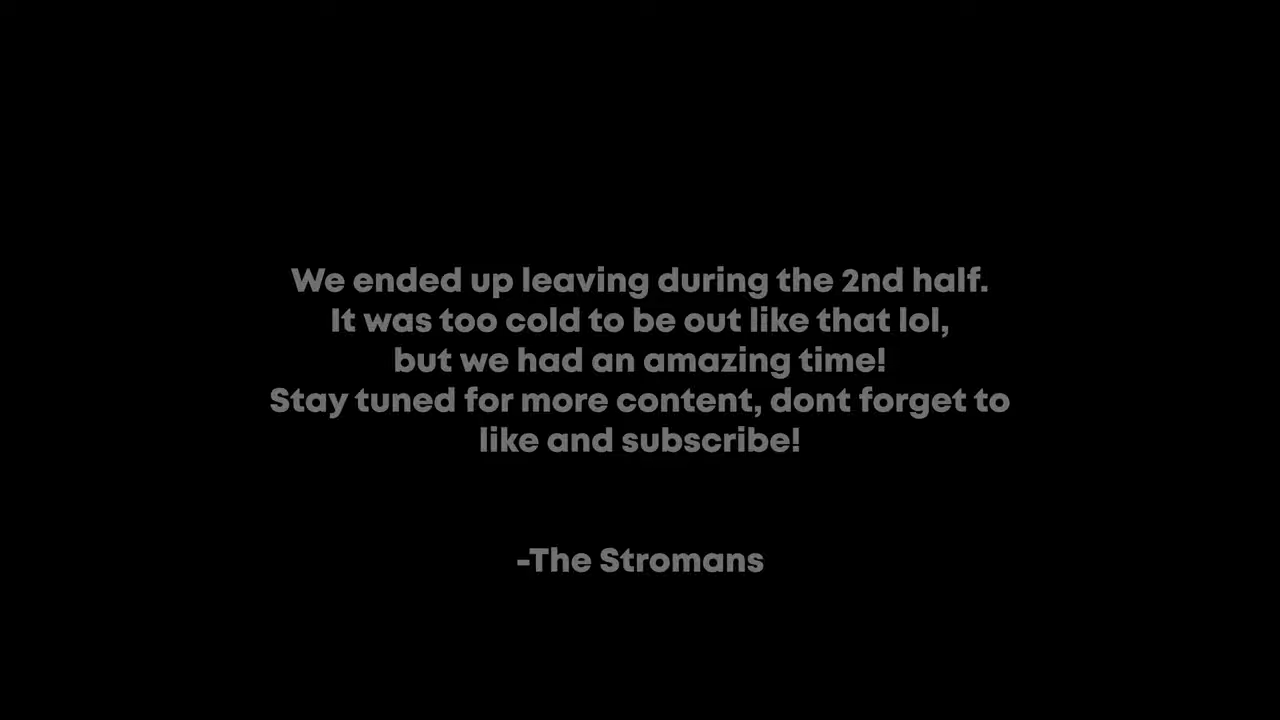 We ended up leaving during the 2nd half.
It was too cold to be out like that lol,
but we had an amazing time!
Stay tuned for more content, dont forget to
like and subscribe!
-The Stromans